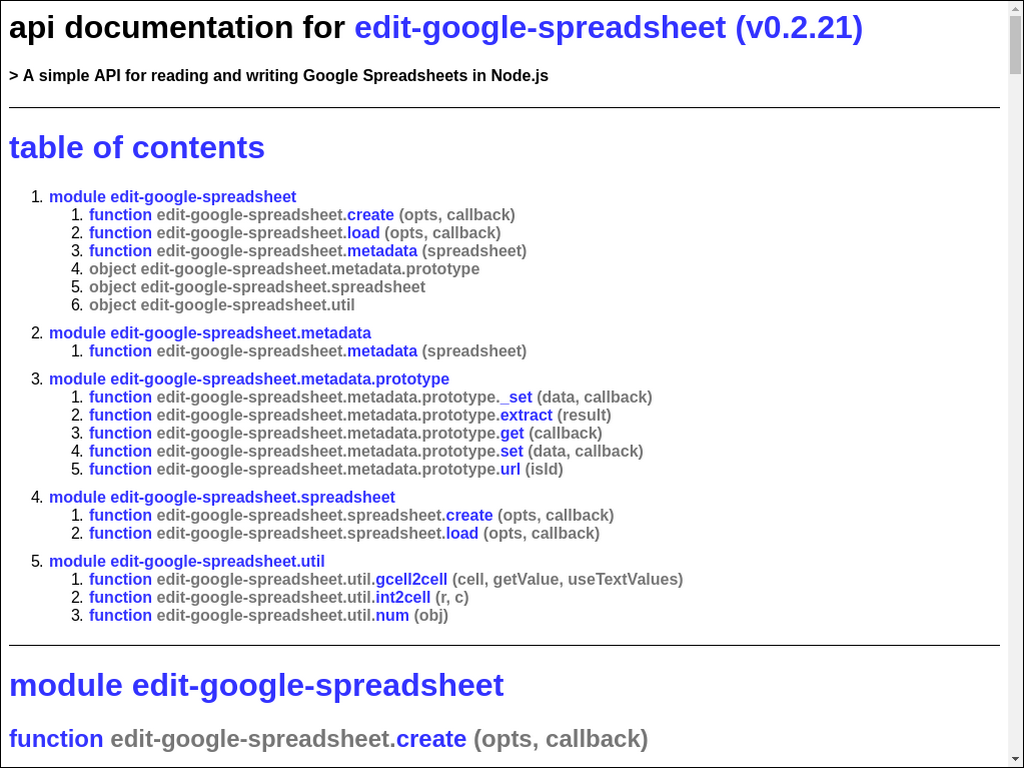 api documentation for edit-google-spreadsheet (v0.2.21)
> A simple API for reading and writing Google Spreadsheets in Node.js
table of contents
1. module edit-google-spreadsheet
1. function edit-google-spreadsheet.create (opts, callback)
2. function edit-google-spreadsheet.load (opts, callback)
3. function edit-google-spreadsheet.metadata (spreadsheet)
4. object edit-google-spreadsheet.metadata.prototype
5. object edit-google-spreadsheet.spreadsheet
6. object edit-google-spreadsheet.util
2. module edit-google-spreadsheet.metadata
1. function edit-google-spreadsheet.metadata (spreadsheet)
3. module edit-google-spreadsheet.metadata.prototype
1. function edit-google-spreadsheet.metadata.prototype._set (data, callback)
2. function edit-google-spreadsheet.metadata.prototype.extract (result)
3. function edit-google-spreadsheet.metadata.prototype.get (callback)
4. function edit-google-spreadsheet.metadata.prototype.set (data, callback)
5. function edit-google-spreadsheet.metadata.prototype.url (isId)
4. module edit-google-spreadsheet.spreadsheet
1. function edit-google-spreadsheet.spreadsheet.create (opts, callback)
2. function edit-google-spreadsheet.spreadsheet.load (opts, callback)
5. module edit-google-spreadsheet.util
1. function edit-google-spreadsheet.util.gcell2cell (cell, getValue, useTextValues)
2. function edit-google-spreadsheet.util.int2cell (r, c)
3. function edit-google-spreadsheet.util.num (obj)
module edit-google-spreadsheet
function edit-google-spreadsheet.create (opts, callback)